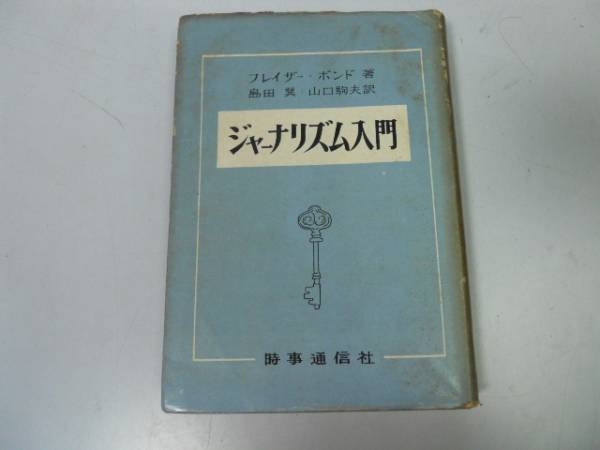 フレイザー・ボンド 著
島田 巽・山口駒夫訳
ジャーナリズム入門
時事通信社